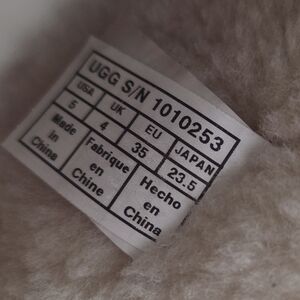 UGG S/N 1010253
USA UK EU JAPAN
5 4 35 23.5
Made in China
Fabrique en Chine
Hecho en China